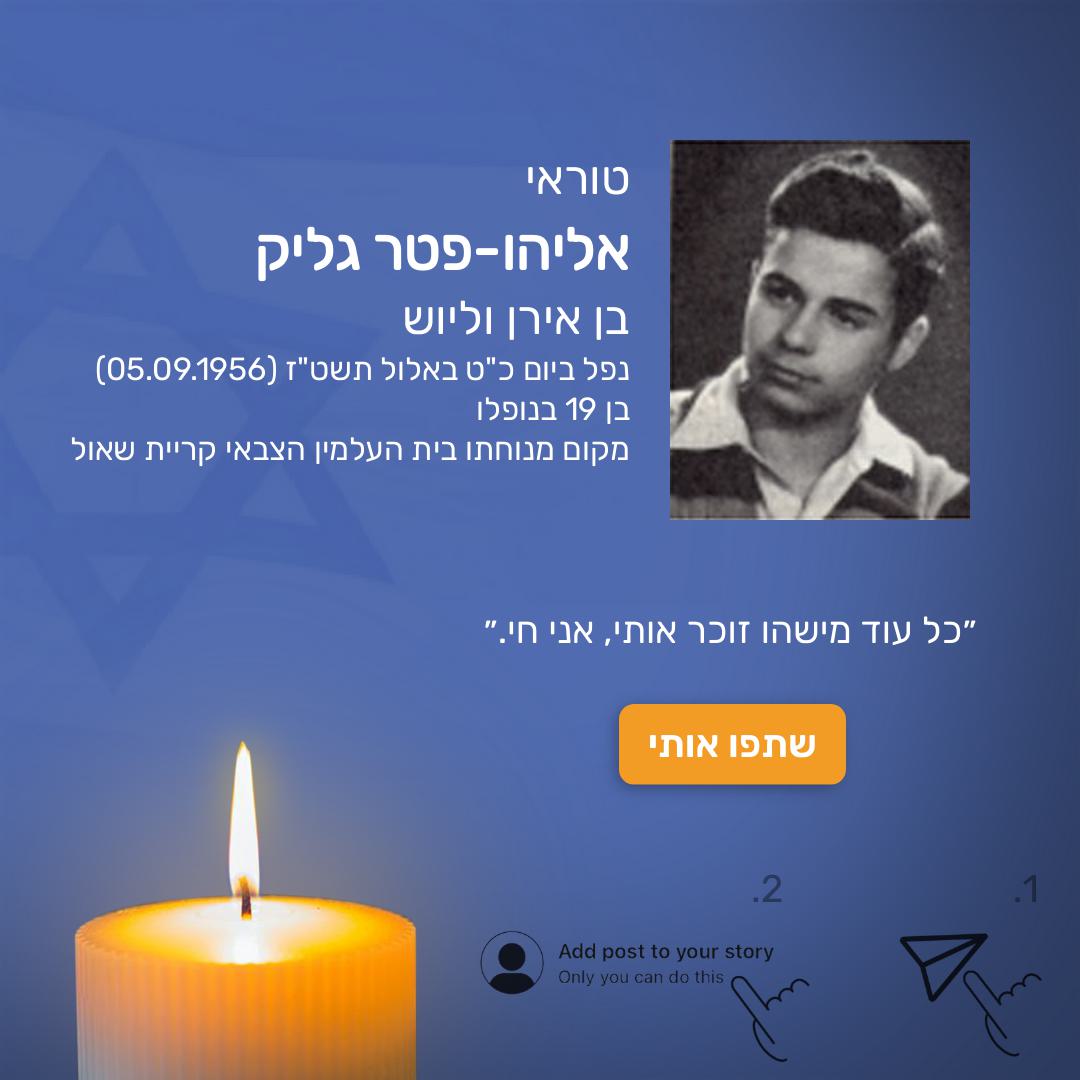 טוראי
אליהו-פטר גליק
בן אירן וליוש
נפל ביום כ"ט באלול תשט"ז (05.09.1956)
בן 19 בנופלו
מקום מנוחתו בית העלמין הצבאי קריית שאול
״כל עוד מישהו זוכר אותי, אני חי.״
שתפו אותי
1.
2.
Add post to your story
Only you can do this